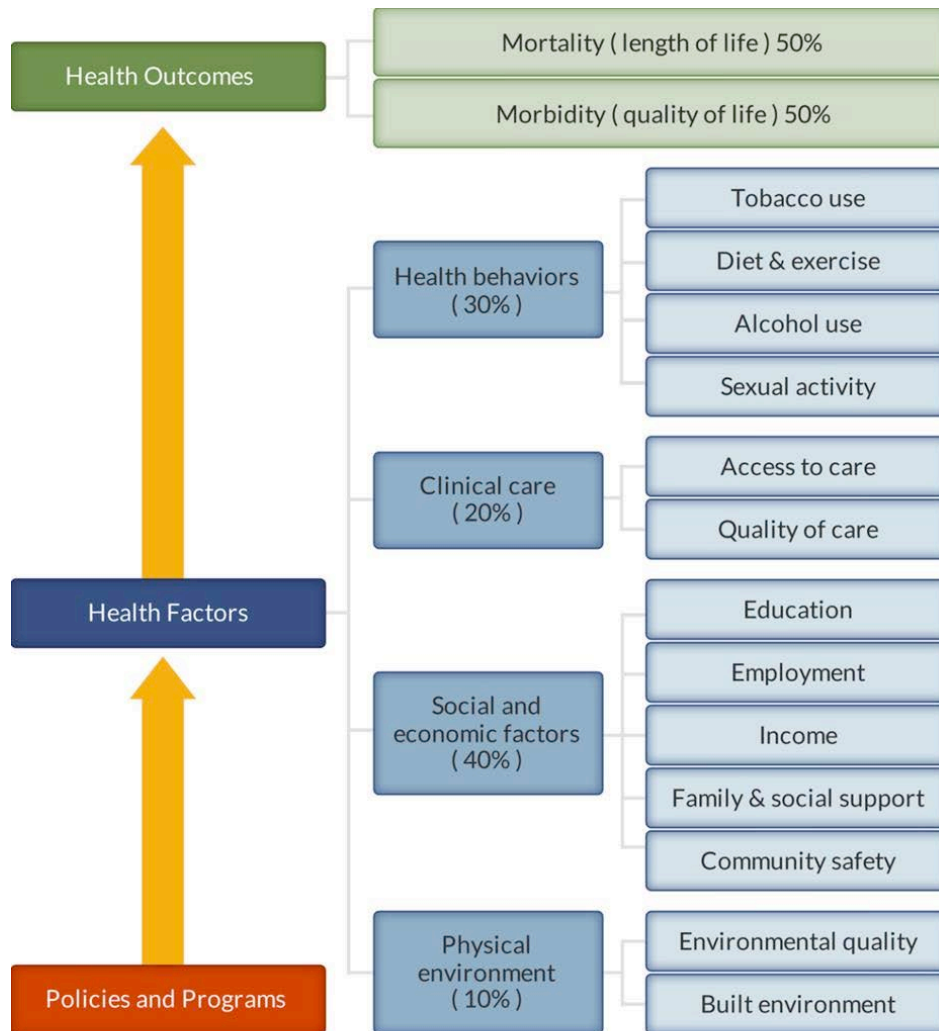 Health Outcomes
Mortality ( length of life ) 50%
Morbidity ( quality of life ) 50%
Health Factors
Health behaviors
( 30% )
Tobacco use
Diet & exercise
Alcohol use
Sexual activity
Clinical care
( 20% )
Access to care
Quality of care
Social and
economic factors
( 40% )
Education
Employment
Income
Family & social support
Community safety
Physical
environment
( 10% )
Environmental quality
Built environment
Policies and Programs